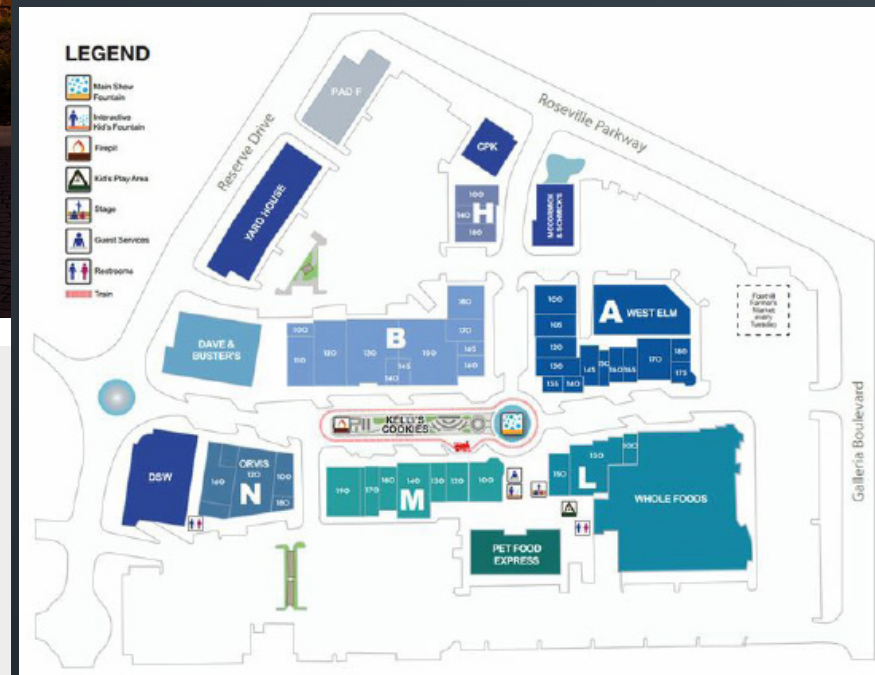 LEGEND
Main Show
Fountain
Interactive
Kid's Fountain
Firepit
Kid's Play Area
Stage
Guest Services
Restrooms
Train
Reserve Drive
Roseville Parkway
Galleria Boulevard
PAD F
YARD HOUSE
CPK
100
140
H
180
MCCORMICK
& SCHMICK'S
Foothill
Farmer's
Market
every
Tuesday
DAVE &
BUSTER'S
100
110
120
130
B
140
145
150
180
170
165
160
100
105
120
130
135
140
A
WEST ELM
145
150
160
165
170
180
175
KELLY'S
COOKIES
DSW
160
ORVIS
120
N
100
180
190
170
160
140
M
130
120
100
150
L
130
100
WHOLE FOODS
PET FOOD
EXPRESS